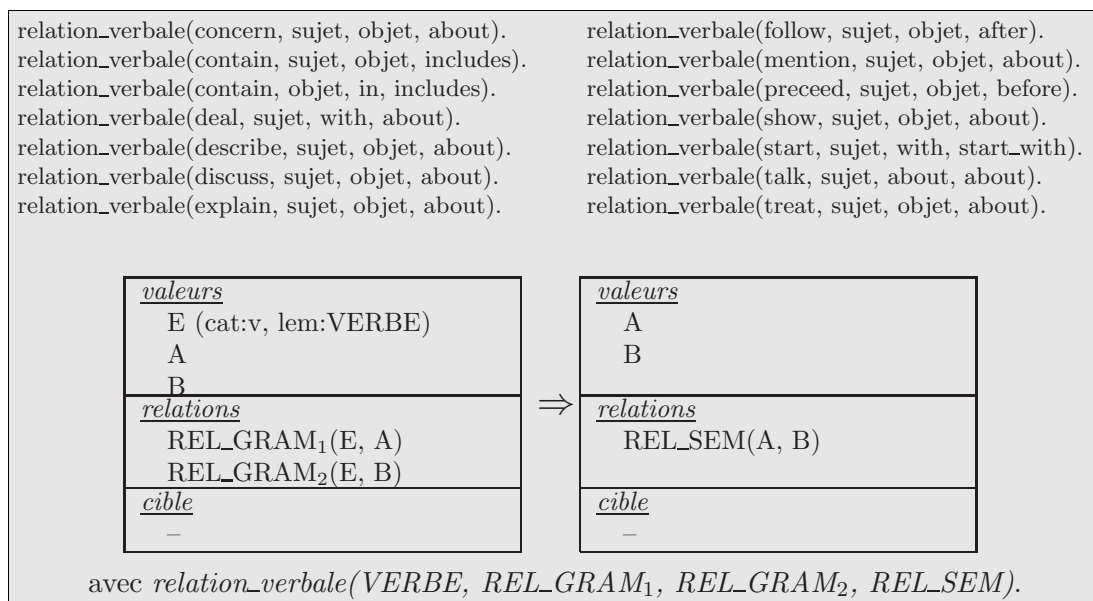 relation_verbale(concern, sujet, objet, about).
relation_verbale(contain, sujet, objet, includes).
relation_verbale(contain, objet, in, includes).
relation_verbale(deal, sujet, with, about).
relation_verbale(describe, sujet, objet, about).
relation_verbale(discuss, sujet, objet, about).
relation_verbale(explain, sujet, objet, about).
relation_verbale(follow, sujet, objet, after).
relation_verbale(mention, sujet, objet, about).
relation_verbale(preceed, sujet, objet, before).
relation_verbale(show, sujet, objet, about).
relation_verbale(start, sujet, with, start_with).
relation_verbale(talk, sujet, about, about).
relation_verbale(treat, sujet, objet, about).
valeurs
E (cat:v, lem:VERBE)
A
B
relations
REL_GRAM₁(E, A)
REL_GRAM₂(E, B)
cible
–
⇒
valeurs
A
B
relations
REL_SEM(A, B)
cible
–
avec relation_verbale(VERBE, REL_GRAM₁, REL_GRAM₂, REL_SEM).